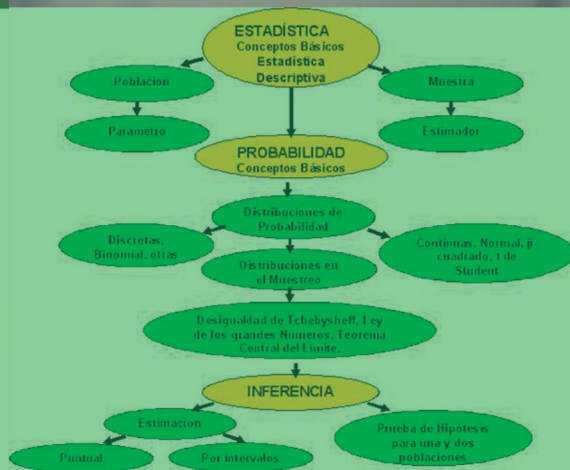 ESTADÍSTICA
Conceptos Básicos
Estadística
Descriptiva
Poblacion
Muestra
Parametro
Estimador
PROBABILIDAD
Conceptos Básicos
Distribuciones de
Probabilidad
Discretas,
Binomial, otras
Continuas, Normal, ji-
cuadrado, t de
Student
Distribuciones en
el Muestreo
Desigualdad de Tchebysheff, Ley
de los grandes Numeros, Teorema
Central del Limite.
INFERENCIA
Estimacion
Prueba de Hipotesis
para una y dos
poblaciones
Puntual
Por intervalos